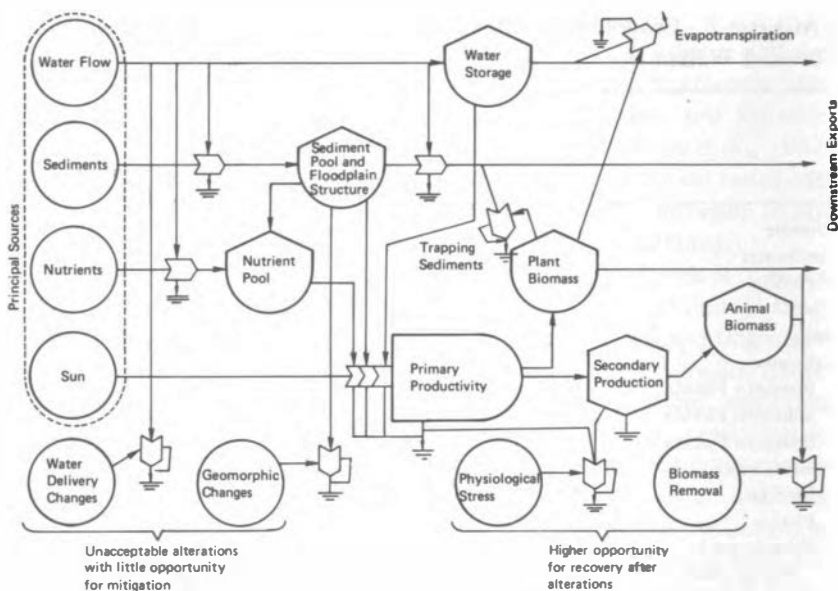 Water Flow
Sediments
Nutrients
Sun
Principal Sources
Water
Storage
Evapotranspiration
Sediment
Pool and
Floodplain
Structure
Nutrient
Pool
Trapping
Sediments
Plant
Biomass
Downstream Exports
Primary
Productivity
Secondary
Production
Animal
Biomass
Water
Delivery
Changes
Geomorphic
Changes
Physiological
Stress
Biomass
Removal
Unacceptable alterations
with little opportunity
for mitigation
Higher opportunity
for recovery after
alterations